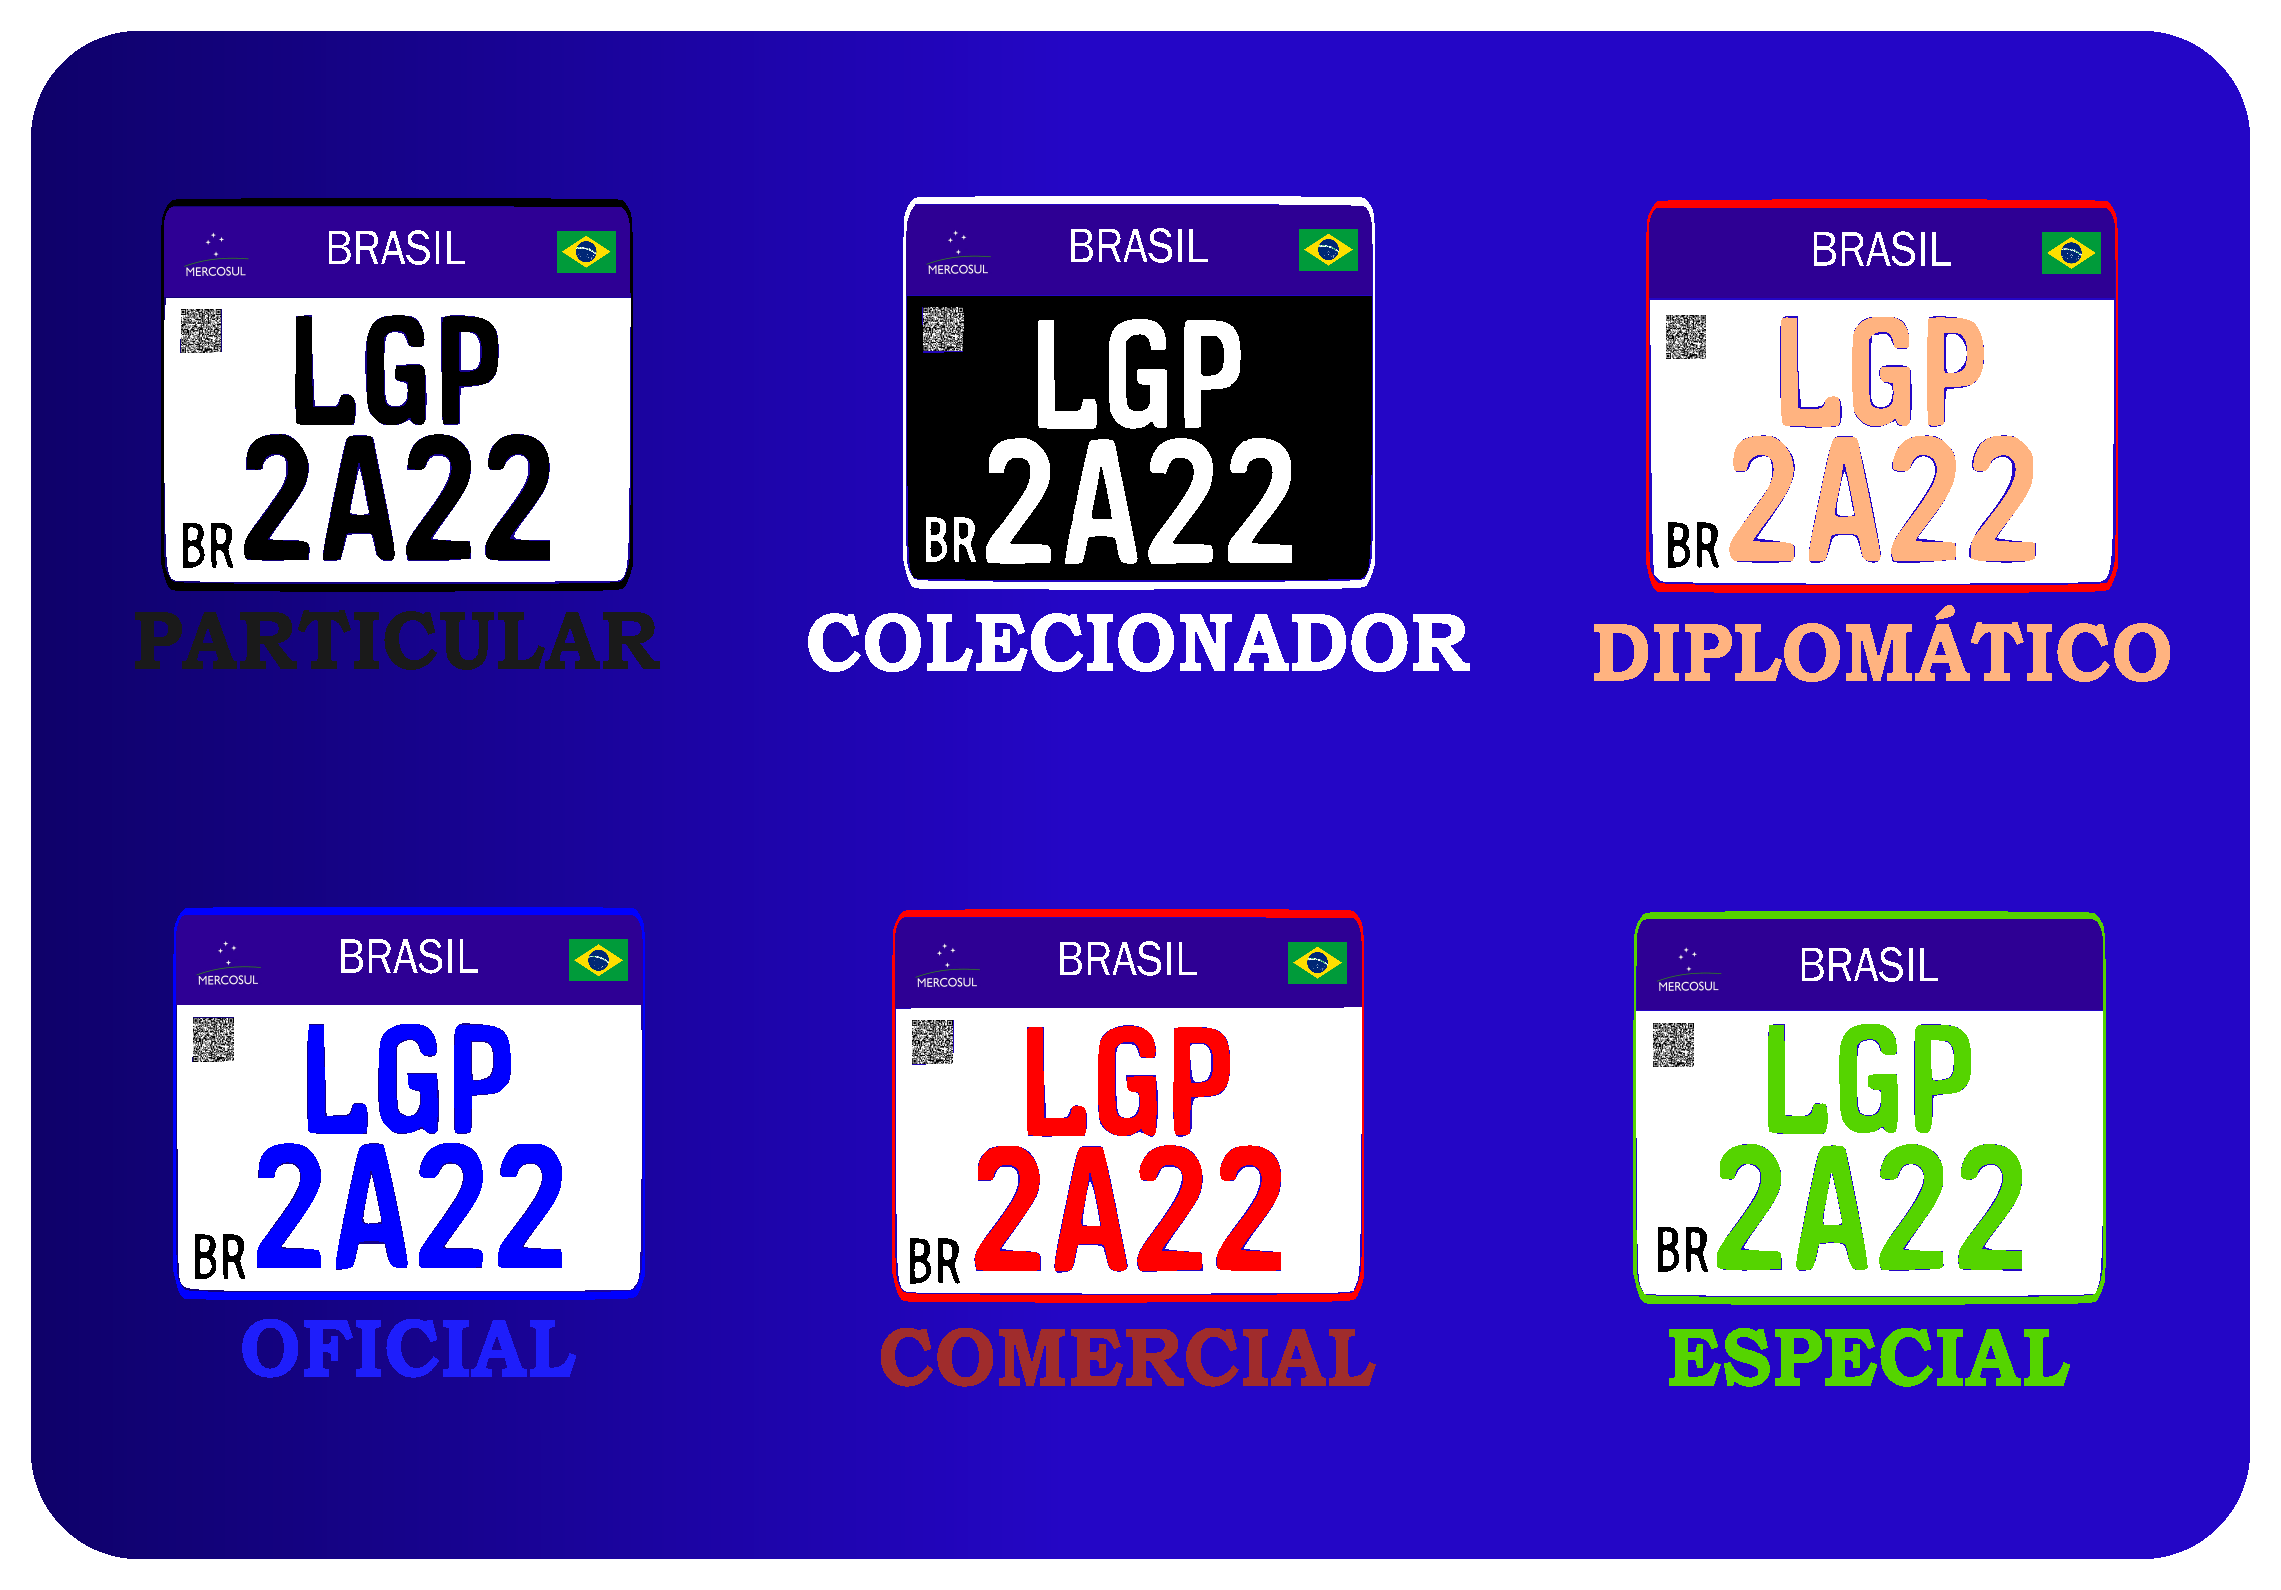 MERCOSUL BRASIL
LGP
BR 2A22
PARTICULAR
MERCOSUL BRASIL
LGP
BR 2A22
COLECIONADOR
BRASIL
LGP
BR 2A22
DIPLOMÁTICO
MERCOSUL BRASIL
LGP
BR 2A22
OFICIAL
MERCOSUL BRASIL
LGP
BR 2A22
COMERCIAL
MERCOSUL BRASIL
LGP
BR 2A22
ESPECIAL